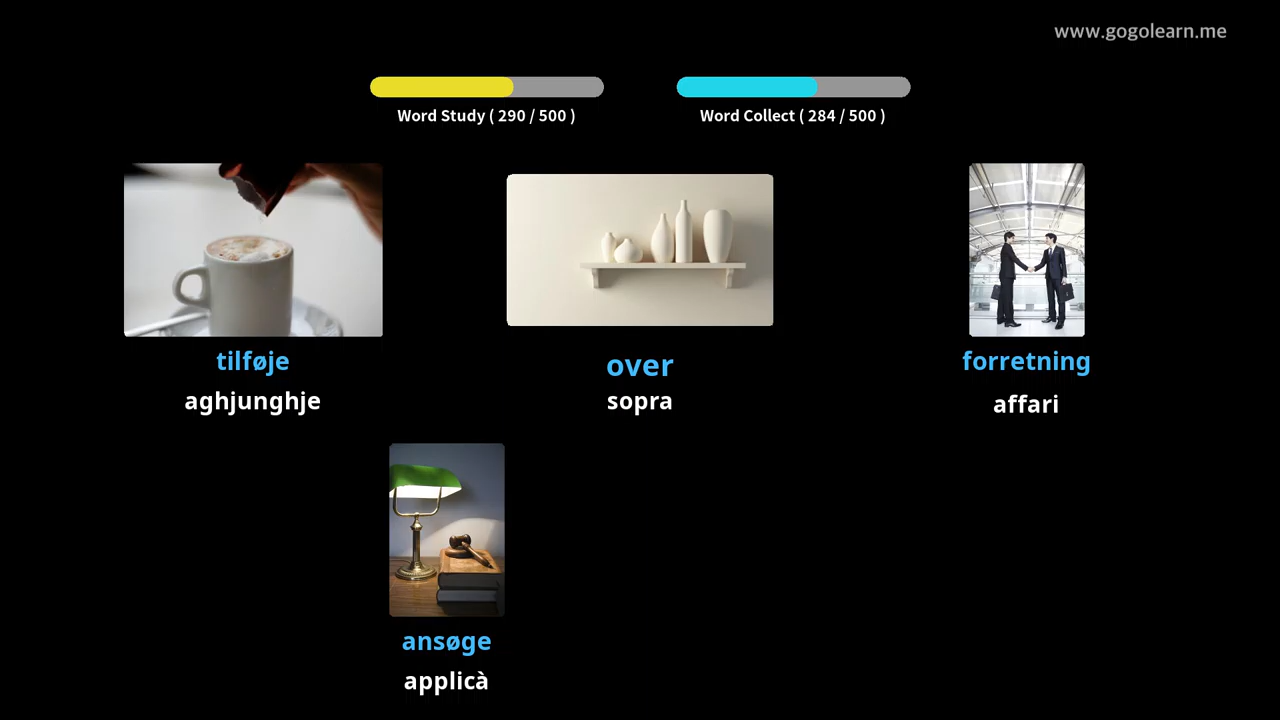 www.gogolearn.me
Word Study ( 290 / 500 )
Word Collect ( 284 / 500 )
tilføje
aghjunghje
over
sopra
forretning
affari
ansøge
applicà